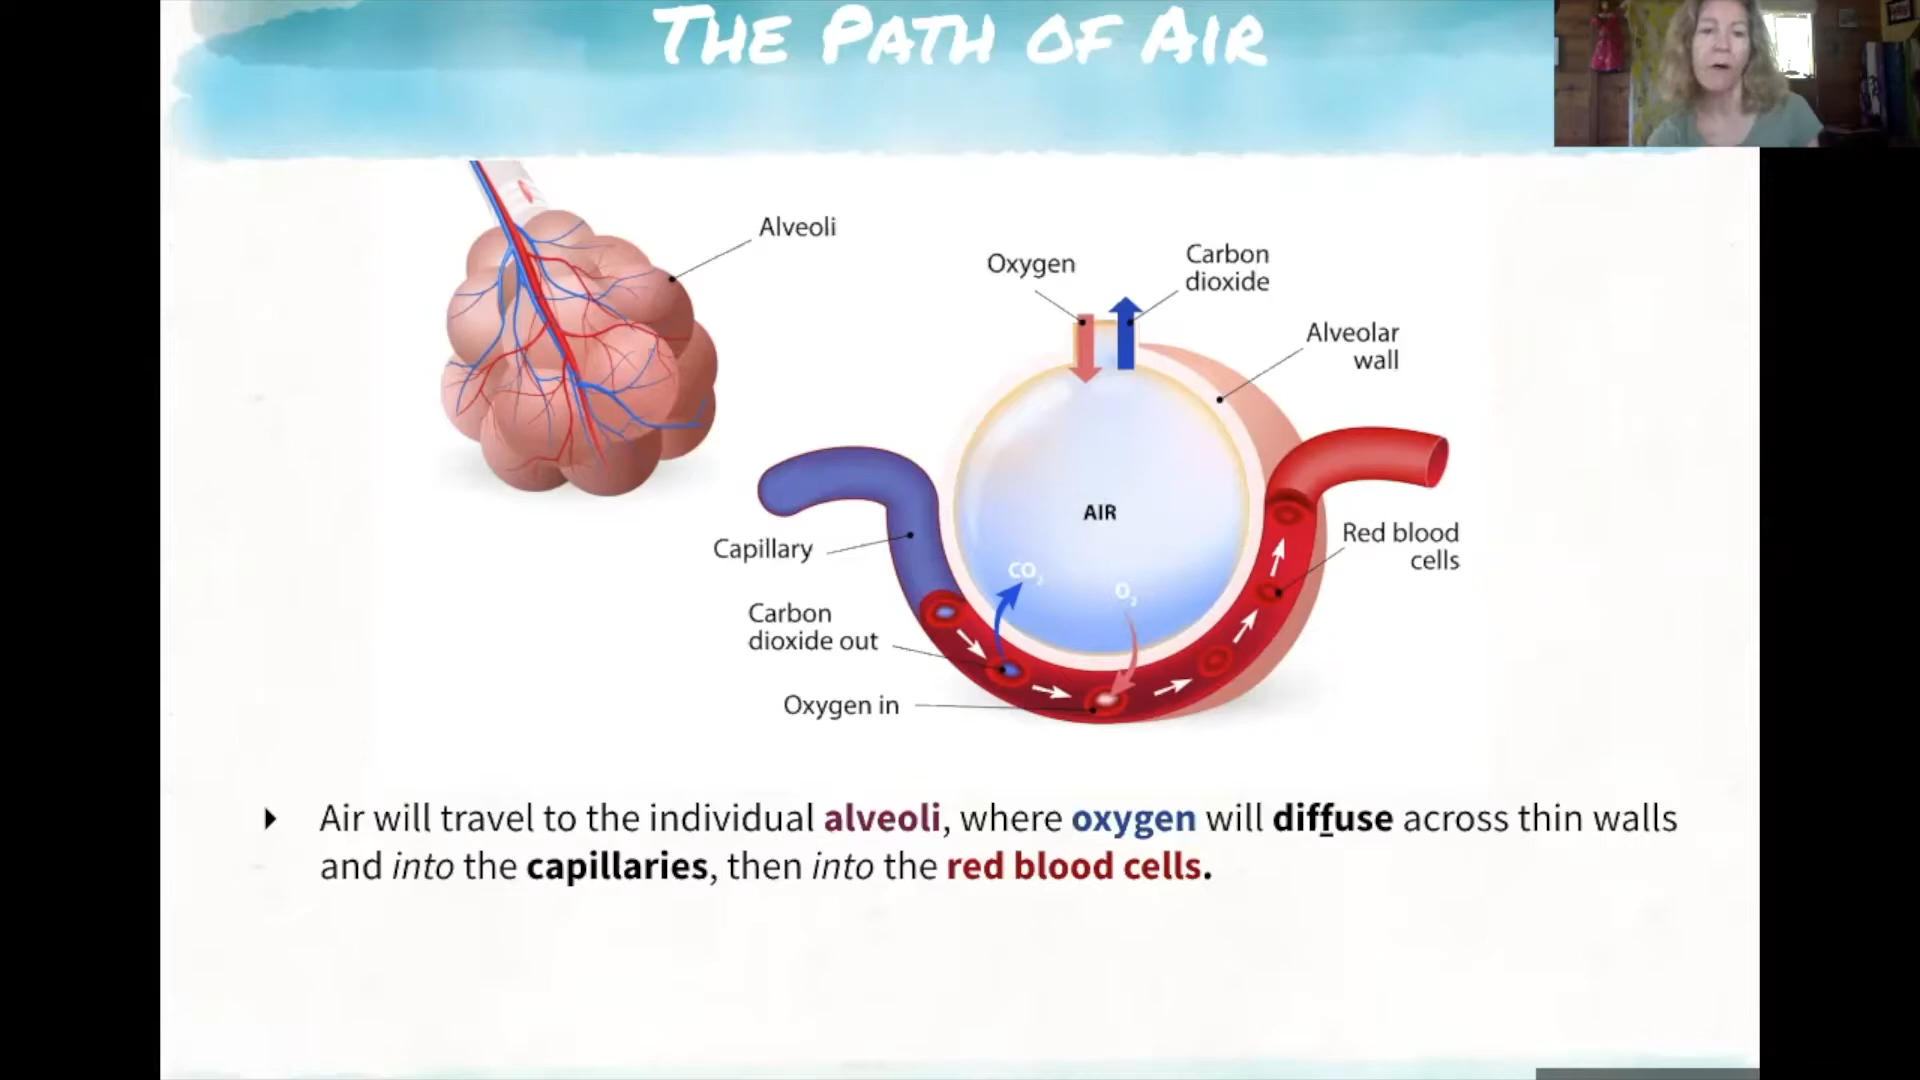 The Path of Air
Alveoli
Oxygen
Carbon
dioxide
Alveolar
wall
AIR
Capillary
Red blood
cells
CO2
O2
Carbon
dioxide out
Oxygen in
Air will travel to the individual alveoli, where oxygen will diffuse across thin walls
and into the capillaries, then into the red blood cells.